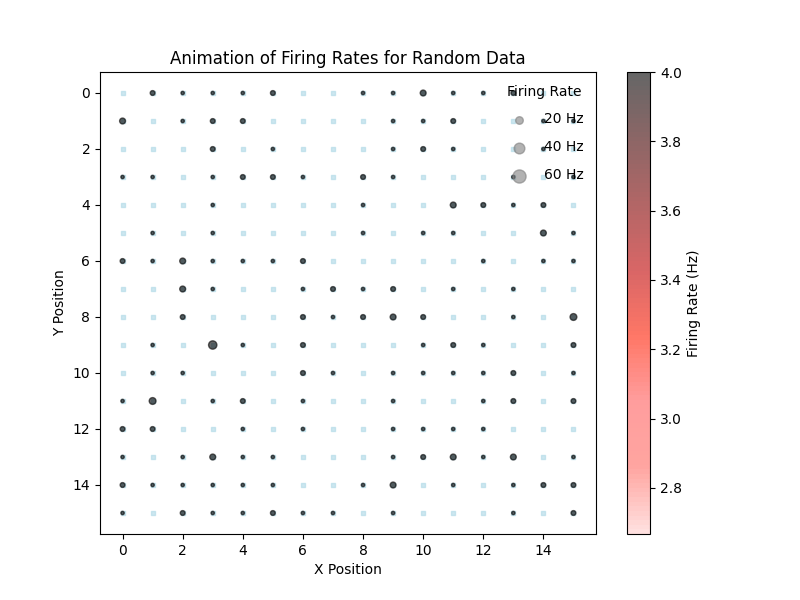 Animation of Firing Rates for Random Data
Firing Rate
20 Hz
40 Hz
60 Hz
0
2
4
6
8
10
12
14
Y Position
0 2 4 6 8 10 12 14
X Position
4.0
3.8
3.6
3.4
3.2
3.0
2.8
Firing Rate (Hz)